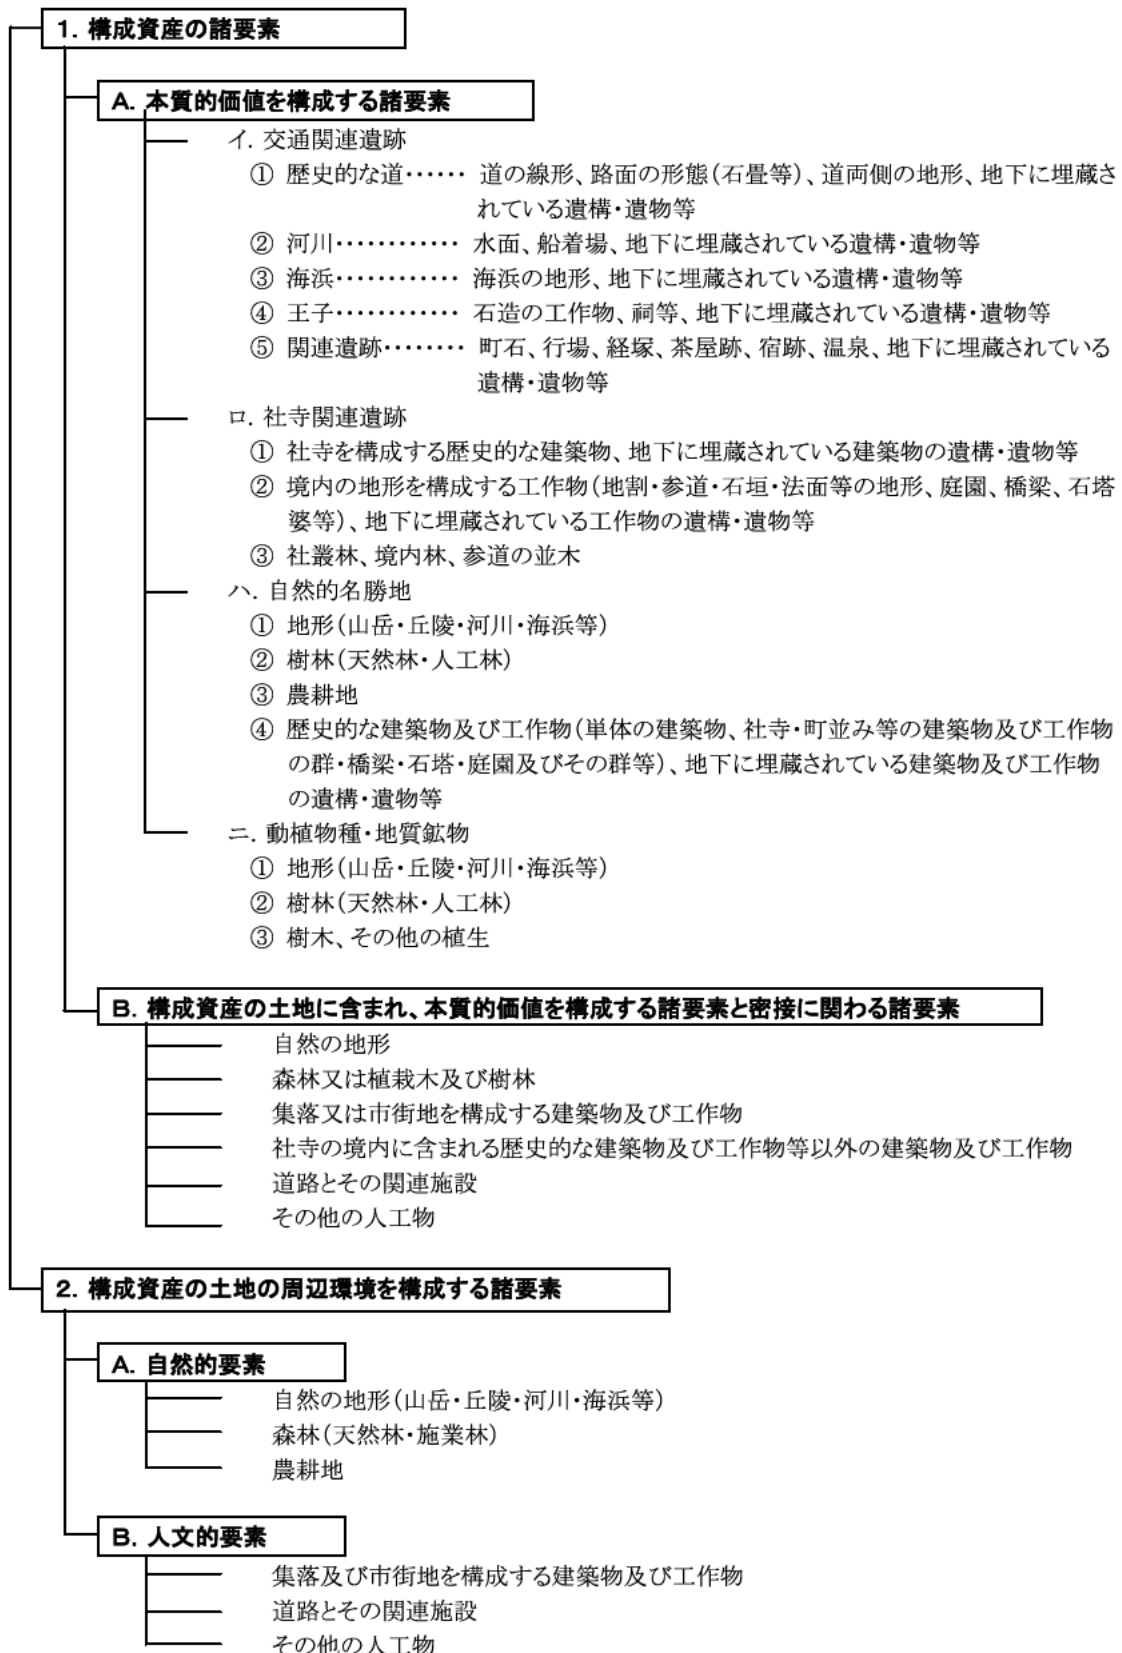 1. 構成資産の諸要素
A. 本質的価値を構成する諸要素
イ. 交通関連遺跡
① 歴史的な道‥‥‥ 道の線形、路面の形態(石畳等)、道両側の地形、地下に埋蔵さ
れている遺構・遺物等
② 河川‥‥‥‥‥‥ 水面、船着場、地下に埋蔵されている遺構・遺物等
③ 海浜‥‥‥‥‥‥ 海浜の地形、地下に埋蔵されている遺構・遺物等
④ 王子‥‥‥‥‥‥ 石造の工作物、祠等、地下に埋蔵されている遺構・遺物等
⑤ 関連遺跡‥‥‥‥ 町石、行場、経塚、茶屋跡、宿跡、温泉、地下に埋蔵されている
遺構・遺物等
ロ. 社寺関連遺跡
① 社寺を構成する歴史的な建築物、地下に埋蔵されている建築物の遺構・遺物等
② 境内の地形を構成する工作物(地割・参道・石垣・法面等の地形、庭園、橋梁、石塔
婆等)、地下に埋蔵されている工作物の遺構・遺物等
③ 社叢林、境内林、参道の並木
ハ. 自然的名勝地
① 地形(山岳・丘陵・河川・海浜等)
② 樹林(天然林・人工林)
③ 農耕地
④ 歴史的な建築物及び工作物(単体の建築物、社寺・町並み等の建築物及び工作物
の群・橋梁・石塔・庭園及びその群等)、地下に埋蔵されている建築物及び工作物
の遺構・遺物等
ニ. 動植物種・地質鉱物
① 地形(山岳・丘陵・河川・海浜等)
② 樹林(天然林・人工林)
③ 樹木、その他の植生
B. 構成資産の土地に含まれ、本質的価値を構成する諸要素と密接に関わる諸要素
自然の地形
森林又は植栽木及び樹林
集落又は市街地を構成する建築物及び工作物
社寺の境内に含まれる歴史的な建築物及び工作物等以外の建築物及び工作物
道路とその関連施設
その他の人工物
2. 構成資産の土地の周辺環境を構成する諸要素
A. 自然的要素
自然の地形(山岳・丘陵・河川・海浜等)
森林(天然林・施業林)
農耕地
B. 人文的要素
集落及び市街地を構成する建築物及び工作物
道路とその関連施設
その他の人工物